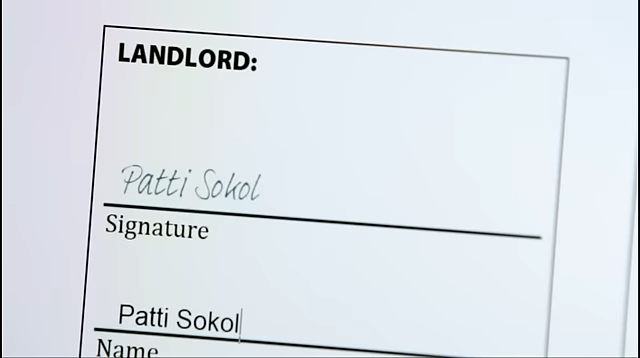 LANDLORD:
Patti Sokol
Signature
Patti Sokol
Name